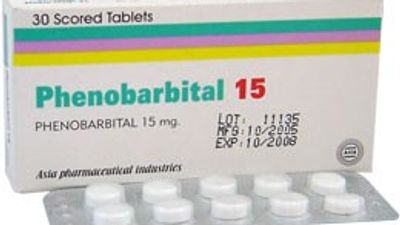 30 Scored Tablets
Phenobarbital 15
PHENOBARBITAL 15 mg.
LOT: 11135
MFG: 10/2005
EXP: 10/2008
Asia pharmaceutical industries